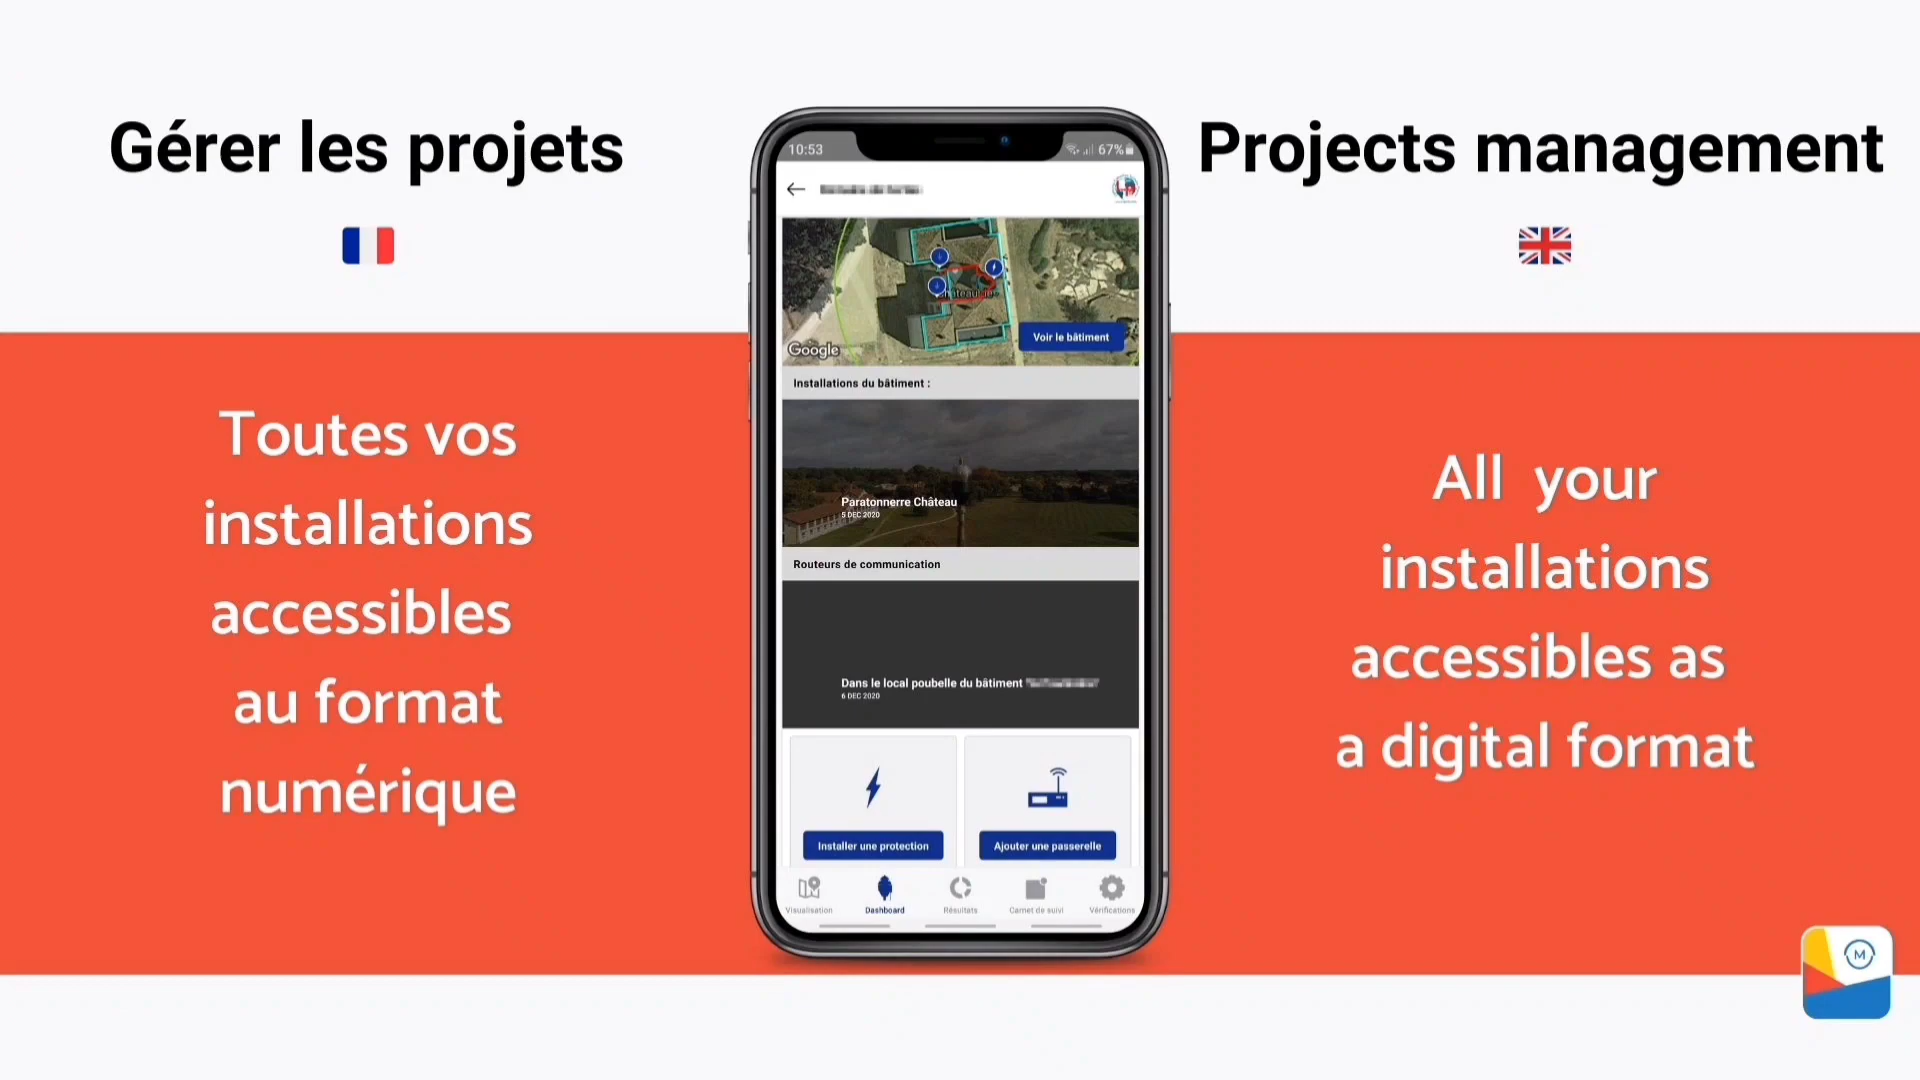 Gérer les projets
Toutes vos
installations
accessibles
au format
numérique
10:53
67%
Google
Voir le bâtiment
Installations du bâtiment :
Paratonnerre Château
5 DEC 2020
Routeurs de communication
Dans le local poubelle du bâtiment
6 DEC 2020
Installer une protection
Ajouter une passerelle
Visualisation
Dashboard
Résultats
Carnet de suivi
Vérifications
Projects management
All  your
installations
accessibles as
a digital format
M